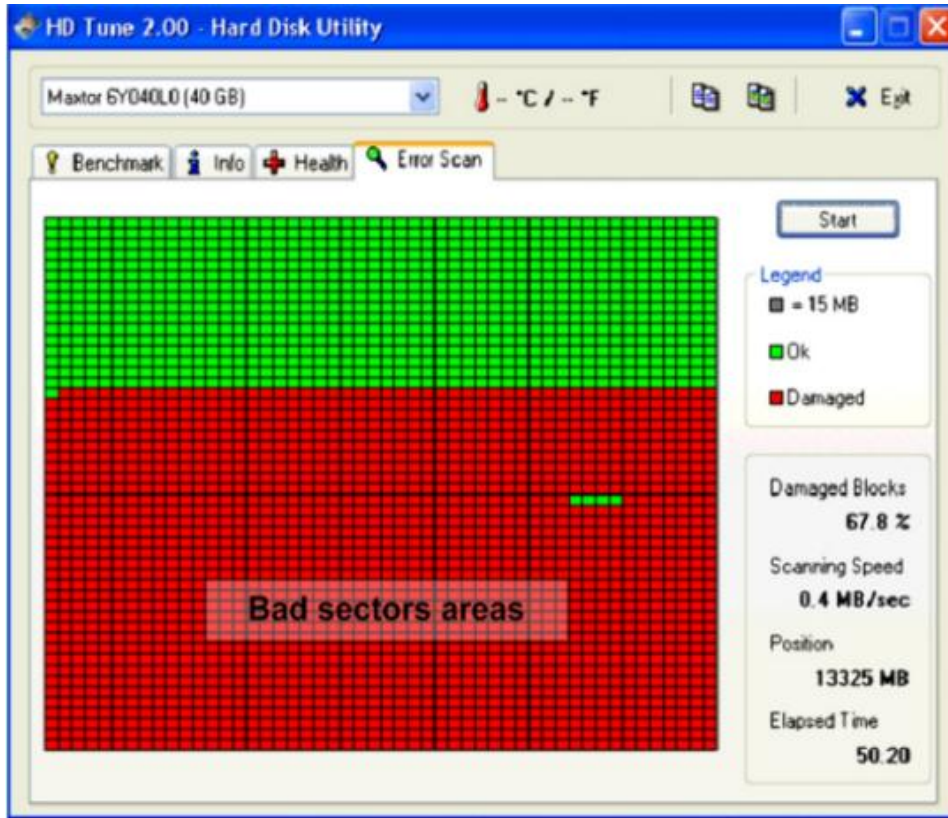 HD Tune 2.00 - Hard Disk Utility
Maxtor 6Y040L0 (40 GB)
-- °C / -- °F
Exit
Benchmark
Info
Health
Error Scan
Start
Legend
= 15 MB
Ok
Damaged
Damaged Blocks
67.8 %
Scanning Speed
0.4 MB/sec
Position
13325 MB
Elapsed Time
50.20
Bad sectors areas